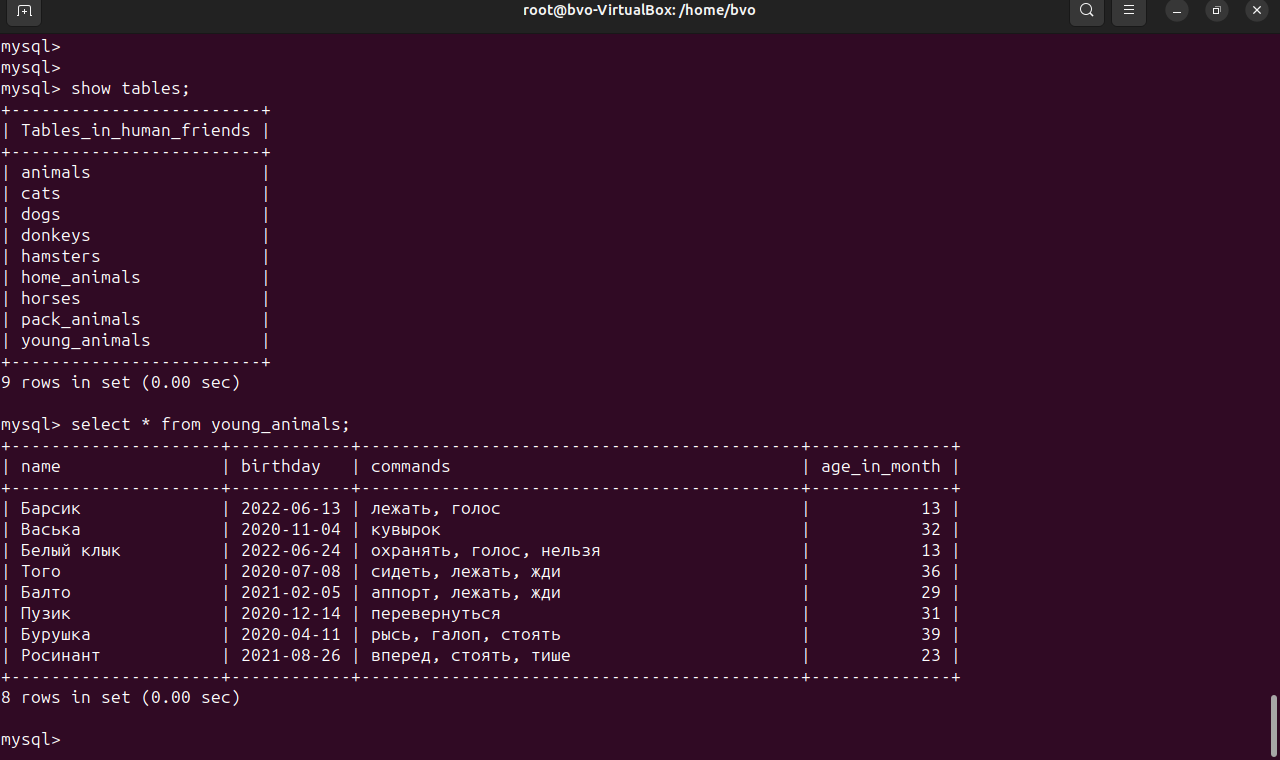 root@bvo-VirtualBox: /home/bvo
mysql>
mysql>
mysql> show tables;
+-------------------------+
| Tables_in_human_friends |
+-------------------------+
| animals                 |
| cats                    |
| dogs                    |
| donkeys                 |
| hamsters                |
| home_animals            |
| horses                  |
| pack_animals            |
| young_animals           |
+-------------------------+
9 rows in set (0.00 sec)
mysql> select * from young_animals;
+---------------------+------------+--------------------------------------------+--------------+
| name                | birthday   | commands                                   | age_in_month |
+---------------------+------------+--------------------------------------------+--------------+
| Барсик              | 2022-06-13 | лежать, голос                              |           13 |
| Васька              | 2020-11-04 | кувырок                                    |           32 |
| Белый клык          | 2022-06-24 | охранять, голос, нельзя                    |           13 |
| Того                | 2020-07-08 | сидеть, лежать, жди                        |           36 |
| Балто               | 2021-02-05 | аппорт, лежать, жди                        |           29 |
| Пузик               | 2020-12-14 | перевернуться                              |           31 |
| Бурушка             | 2020-04-11 | рысь, галоп, стоять                        |           39 |
| Росинант            | 2021-08-26 | вперед, стоять, тише                       |           23 |
+---------------------+------------+--------------------------------------------+--------------+
8 rows in set (0.00 sec)
mysql>